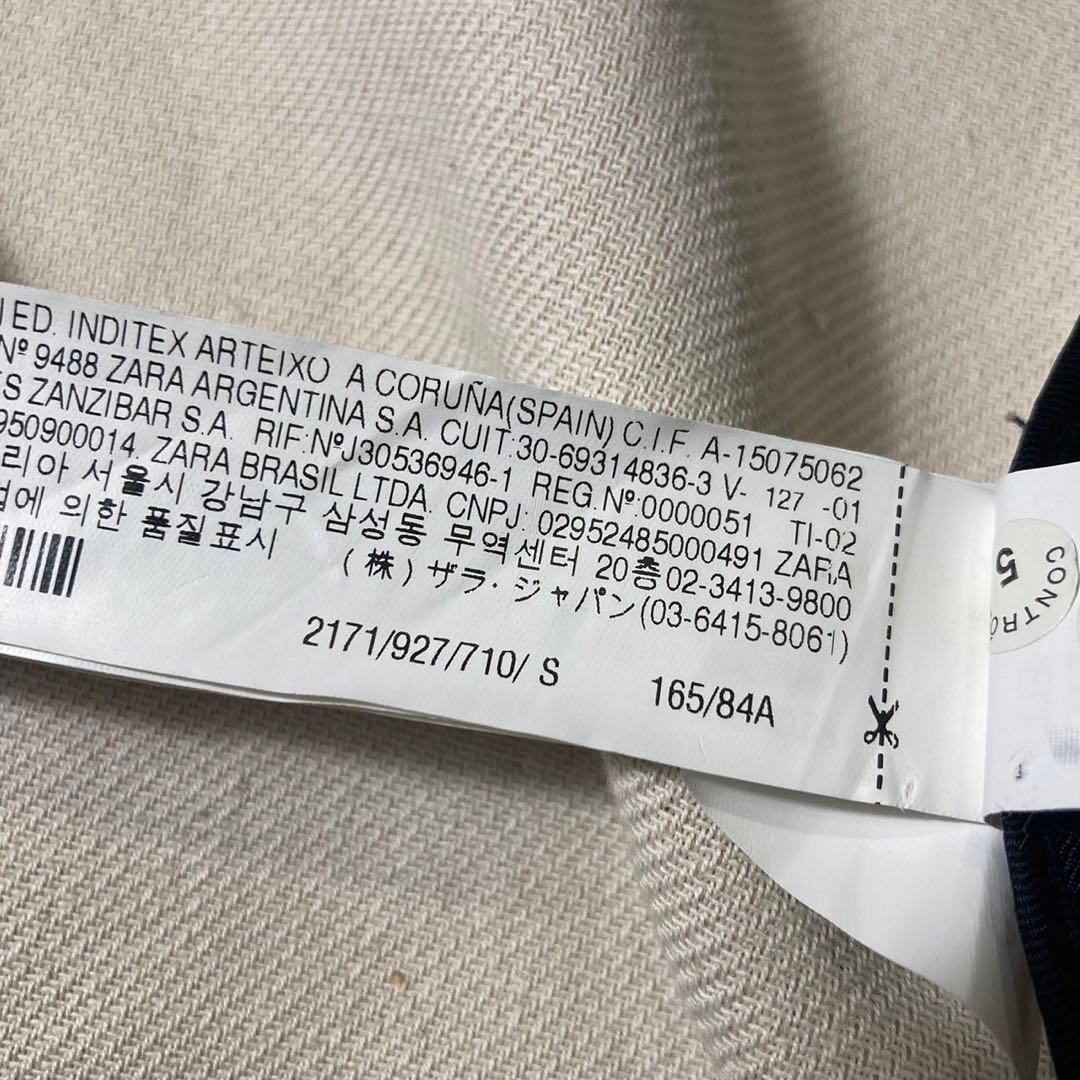 ED. INDITEX ARTEIXO A CORUÑA(SPAIN) C.I.F. A-15075062
Nº 9488 ZARA ARGENTINA S.A. CUIT:30-69314836-3 V- 127 -01
S ZANZIBAR S.A. RIF:NºJ30536946-1 REG.Nº:0000051 TI-02
950900014. ZARA BRASIL LTDA. CNPJ: 02952485000491 ZARA
리아 서울시 강남구 삼성동 무역센터 20층02-3413-9800
에 의한 품질표시 (株)ザラ・ジャパン(03-6415-8061)
2171/927/710/ S 165/84A
5
CONTRO